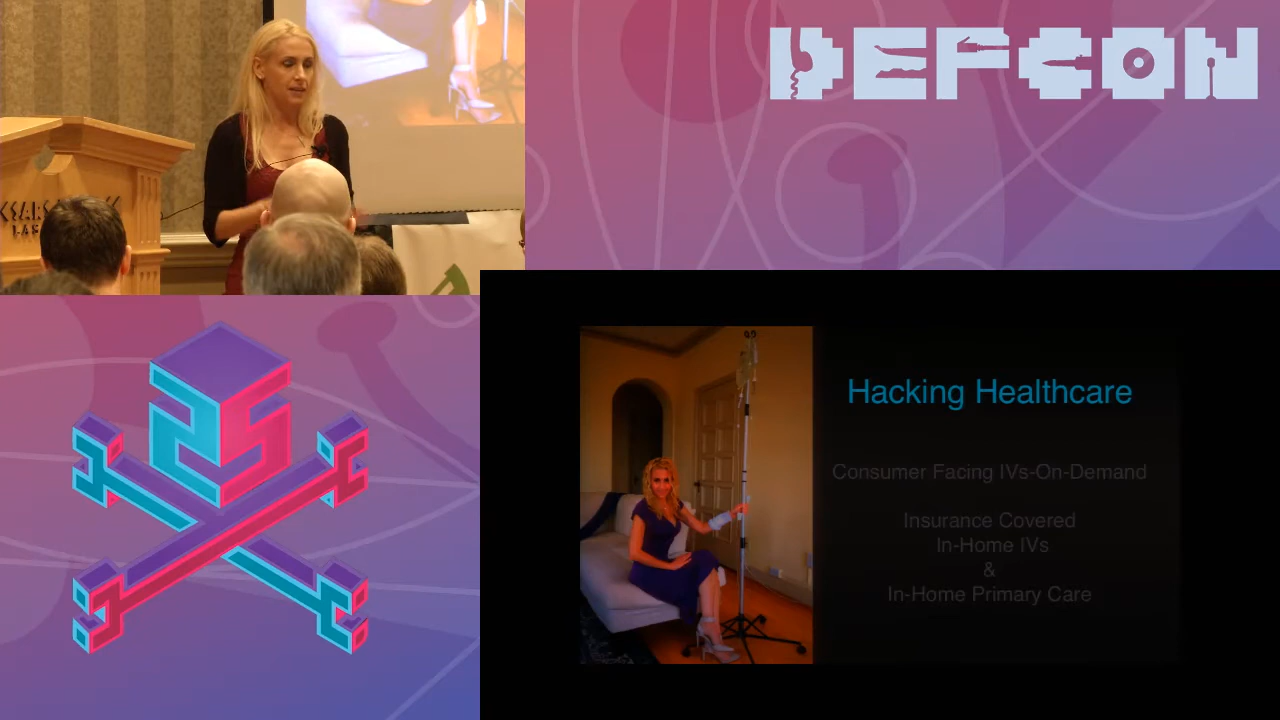 DEFCON
Hacking Healthcare
Consumer Facing IVs-On-Demand
Insurance Covered
In-Home IVs
&
In-Home Primary Care